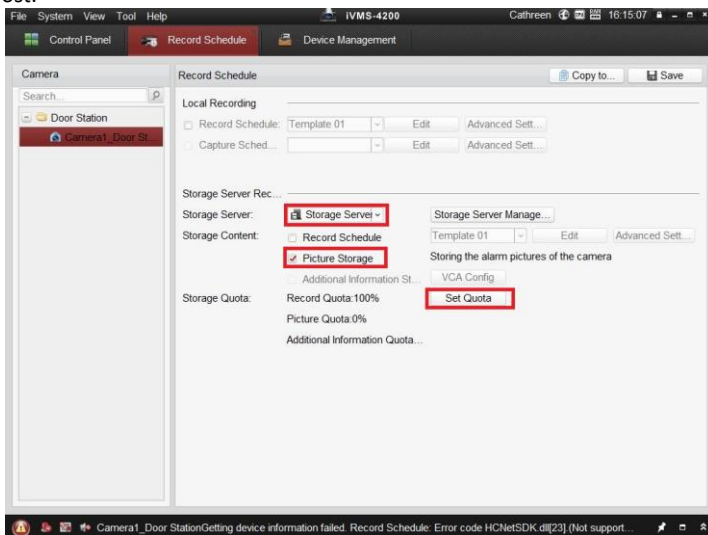 ost.
File System View Tool Help iVMS-4200 Cathreen 16:15:07
Control Panel Record Schedule Device Management
Camera Record Schedule Copy to... Save
Search...
Local Recording
Door Station Record Schedule: Template 01 Edit Advanced Sett...
Camera1_Door St... Capture Sched... Edit Advanced Sett...
Storage Server Rec...
Storage Server: Storage Server Storage Server Manage...
Storage Content: Record Schedule Template 01 Edit Advanced Sett...
Picture Storage Storing the alarm pictures of the camera
Additional Information St... VCA Config
Storage Quota: Record Quota:100% Set Quota
Picture Quota:0%
Additional Information Quota...
Camera1_Door StationGetting device information failed. Record Schedule: Error code HCNetSDK.dll[23].(Not support...